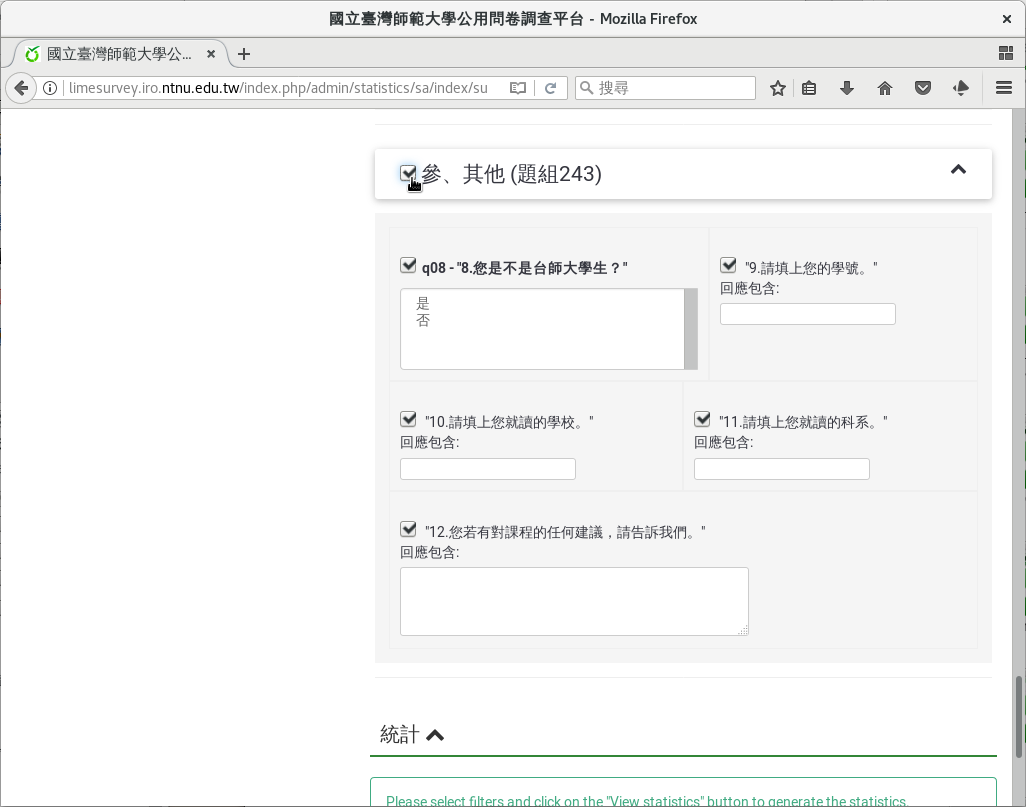 國立臺灣師範大學公用問卷調查平台 - Mozilla Firefox
國立臺灣師範大學公...
limesurvey.iro.ntnu.edu.tw/index.php/admin/statistics/sa/index/su
搜尋
參、其他 (題組243)
q08 - "8.您是不是台師大學生？"
是
否
"9.請填上您的學號。"
回應包含:
"10.請填上您就讀的學校。"
回應包含:
"11.請填上您就讀的科系。"
回應包含:
"12.您若有對課程的任何建議，請告訴我們。"
回應包含:
統計
Please select filters and click on the "View statistics" button to generate the statistics.